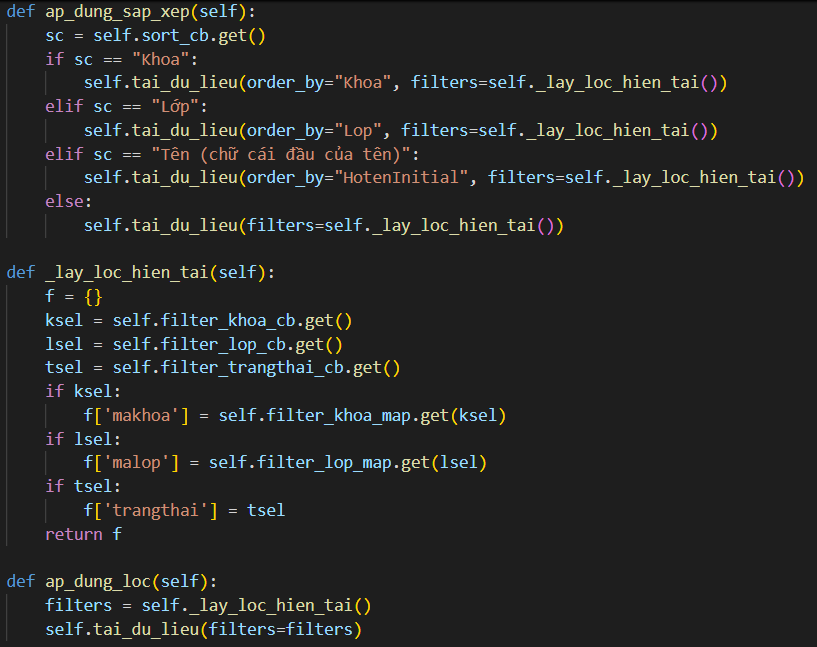 def ap_dung_sap_xep(self):
    sc = self.sort_cb.get()
    if sc == "Khoa":
        self.tai_du_lieu(order_by="Khoa", filters=self._lay_loc_hien_tai())
    elif sc == "Lớp":
        self.tai_du_lieu(order_by="Lop", filters=self._lay_loc_hien_tai())
    elif sc == "Tên (chữ cái đầu của tên)":
        self.tai_du_lieu(order_by="HotenInitial", filters=self._lay_loc_hien_tai())
    else:
        self.tai_du_lieu(filters=self._lay_loc_hien_tai())

def _lay_loc_hien_tai(self):
    f = {}
    ksel = self.filter_khoa_cb.get()
    lsel = self.filter_lop_cb.get()
    tsel = self.filter_trangthai_cb.get()
    if ksel:
        f['makhoa'] = self.filter_khoa_map.get(ksel)
    if lsel:
        f['malop'] = self.filter_lop_map.get(lsel)
    if tsel:
        f['trangthai'] = tsel
    return f

def ap_dung_loc(self):
    filters = self._lay_loc_hien_tai()
    self.tai_du_lieu(filters=filters)